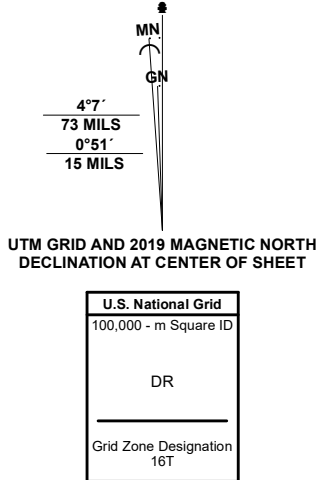 MN
GN
4°7´
73 MILS
0°51´
15 MILS
UTM GRID AND 2019 MAGNETIC NORTH
DECLINATION AT CENTER OF SHEET
U.S. National Grid
100,000 - m Square ID
DR
Grid Zone Designation
16T